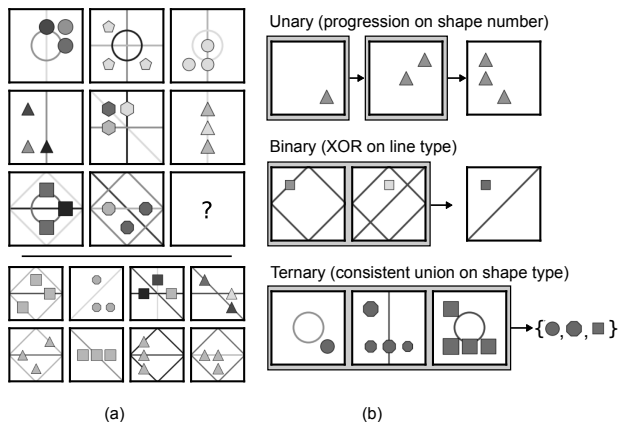 Unary (progression on shape number)
Binary (XOR on line type)
?
Ternary (consistent union on shape type)
{ , , }
(a) (b)